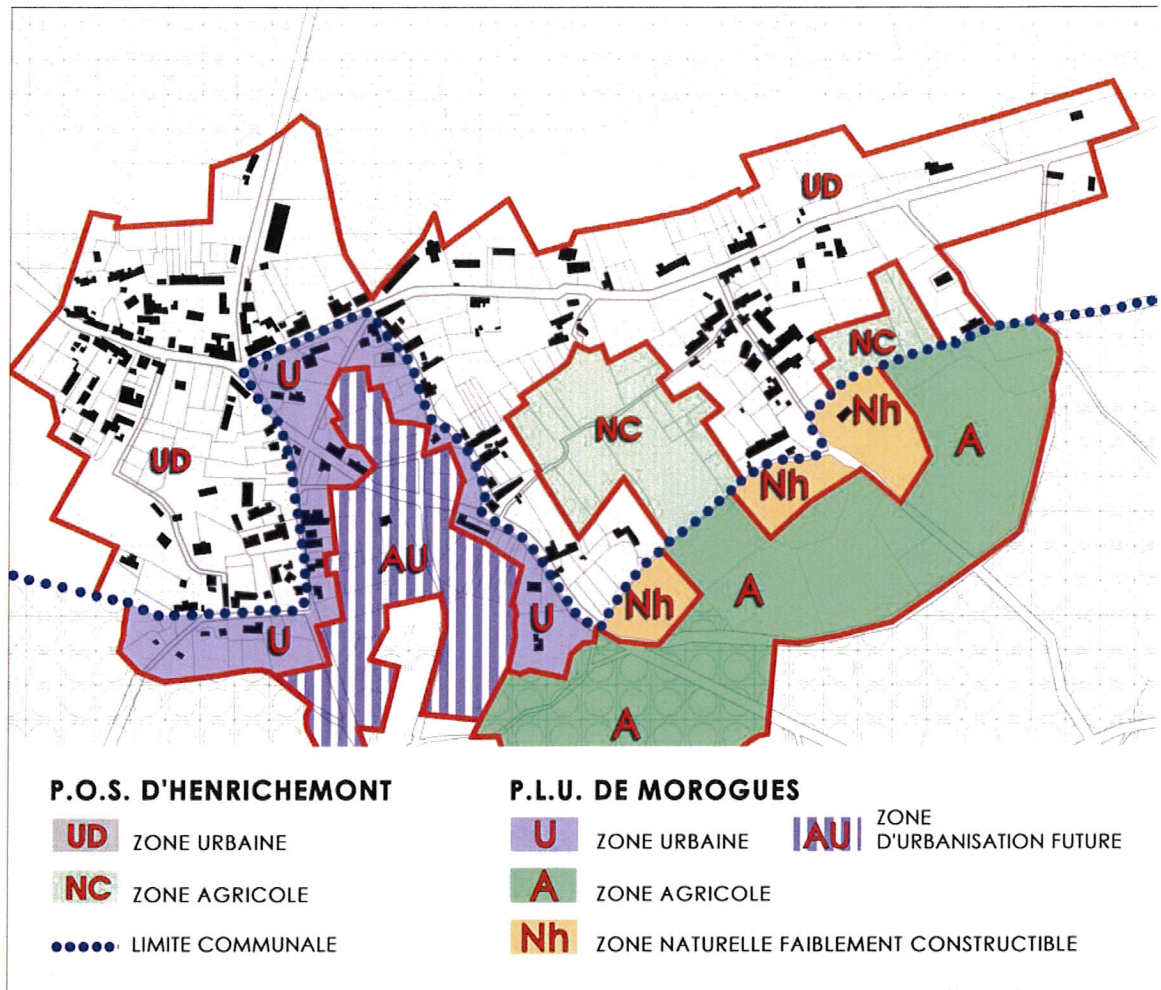 UD
NC
U
Nh
A
NC
UD
Nh
AU
A
Nh
U
U
A
P.O.S. D'HENRICHEMONT
UD ZONE URBAINE
NC ZONE AGRICOLE
LIMITE COMMUNALE
P.L.U. DE MOROGUES
U ZONE URBAINE
AU ZONE
D'URBANISATION FUTURE
A ZONE AGRICOLE
Nh ZONE NATURELLE FAIBLEMENT CONSTRUCTIBLE